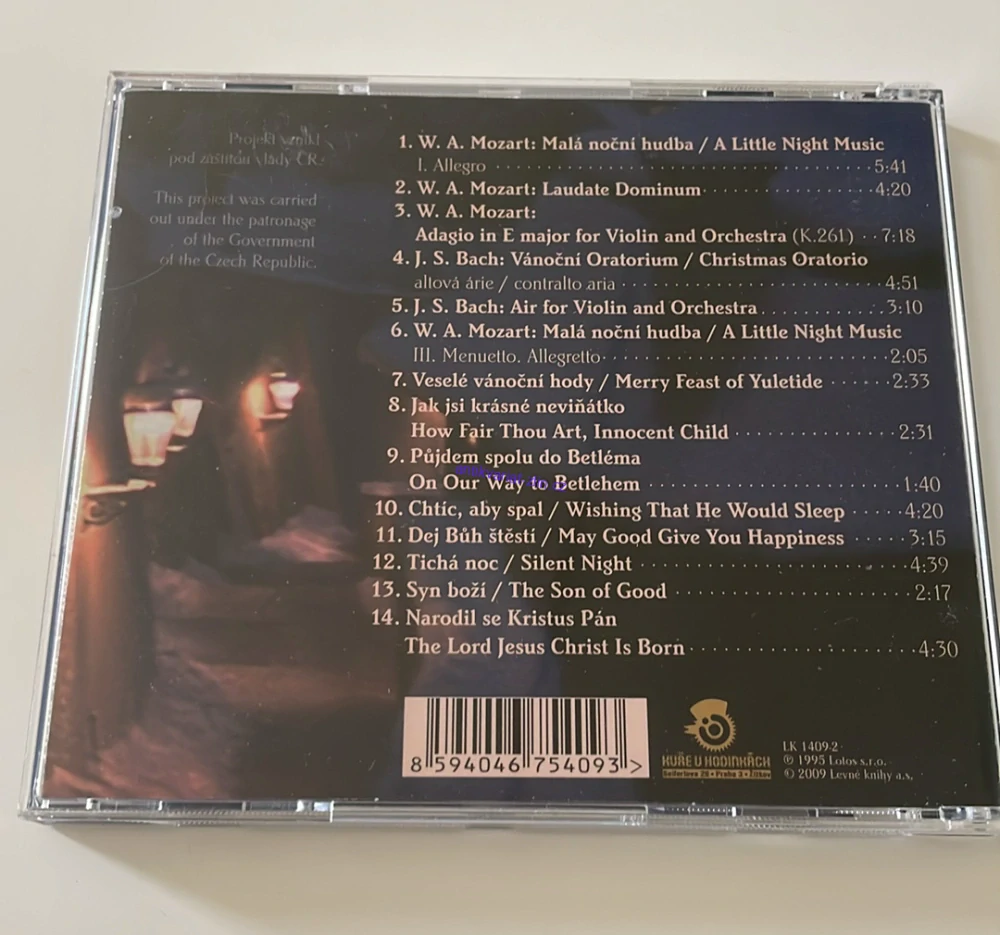 Projekt vznikl
pod záštitou vlády ČR.
This project was carried
out under the patronage
of the Government
of the Czech Republic.
1. W. A. Mozart: Malá noční hudba / A Little Night Music
I. Allegro 5:41
2. W. A. Mozart: Laudate Dominum 4:20
3. W. A. Mozart:
Adagio in E major for Violin and Orchestra (K.261) 7:18
4. J. S. Bach: Vánoční Oratorium / Christmas Oratorio
altová árie / contralto aria 4:51
5. J. S. Bach: Air for Violin and Orchestra 3:10
6. W. A. Mozart: Malá noční hudba / A Little Night Music
III. Menuetto. Allegretto 2:05
7. Veselé vánoční hody / Merry Feast of Yuletide 2:33
8. Jak jsi krásné neviňátko
How Fair Thou Art, Innocent Child 2:31
9. Půjdem spolu do Betléma
On Our Way to Betlehem 1:40
10. Chtíc, aby spal / Wishing That He Would Sleep 4:20
11. Dej Bůh štěstí / May Good Give You Happiness 3:15
12. Tichá noc / Silent Night 4:39
13. Syn boží / The Son of Good 2:17
14. Narodil se Kristus Pán
The Lord Jesus Christ Is Born 4:30
8 594046 754093 >
KUŘE V HODINKÁCH
Seifertova 26 • Praha 3 • Žižkov
LK 1409-2
℗ 1995 Lotos s.r.o.
© 2009 Levné knihy a.s.